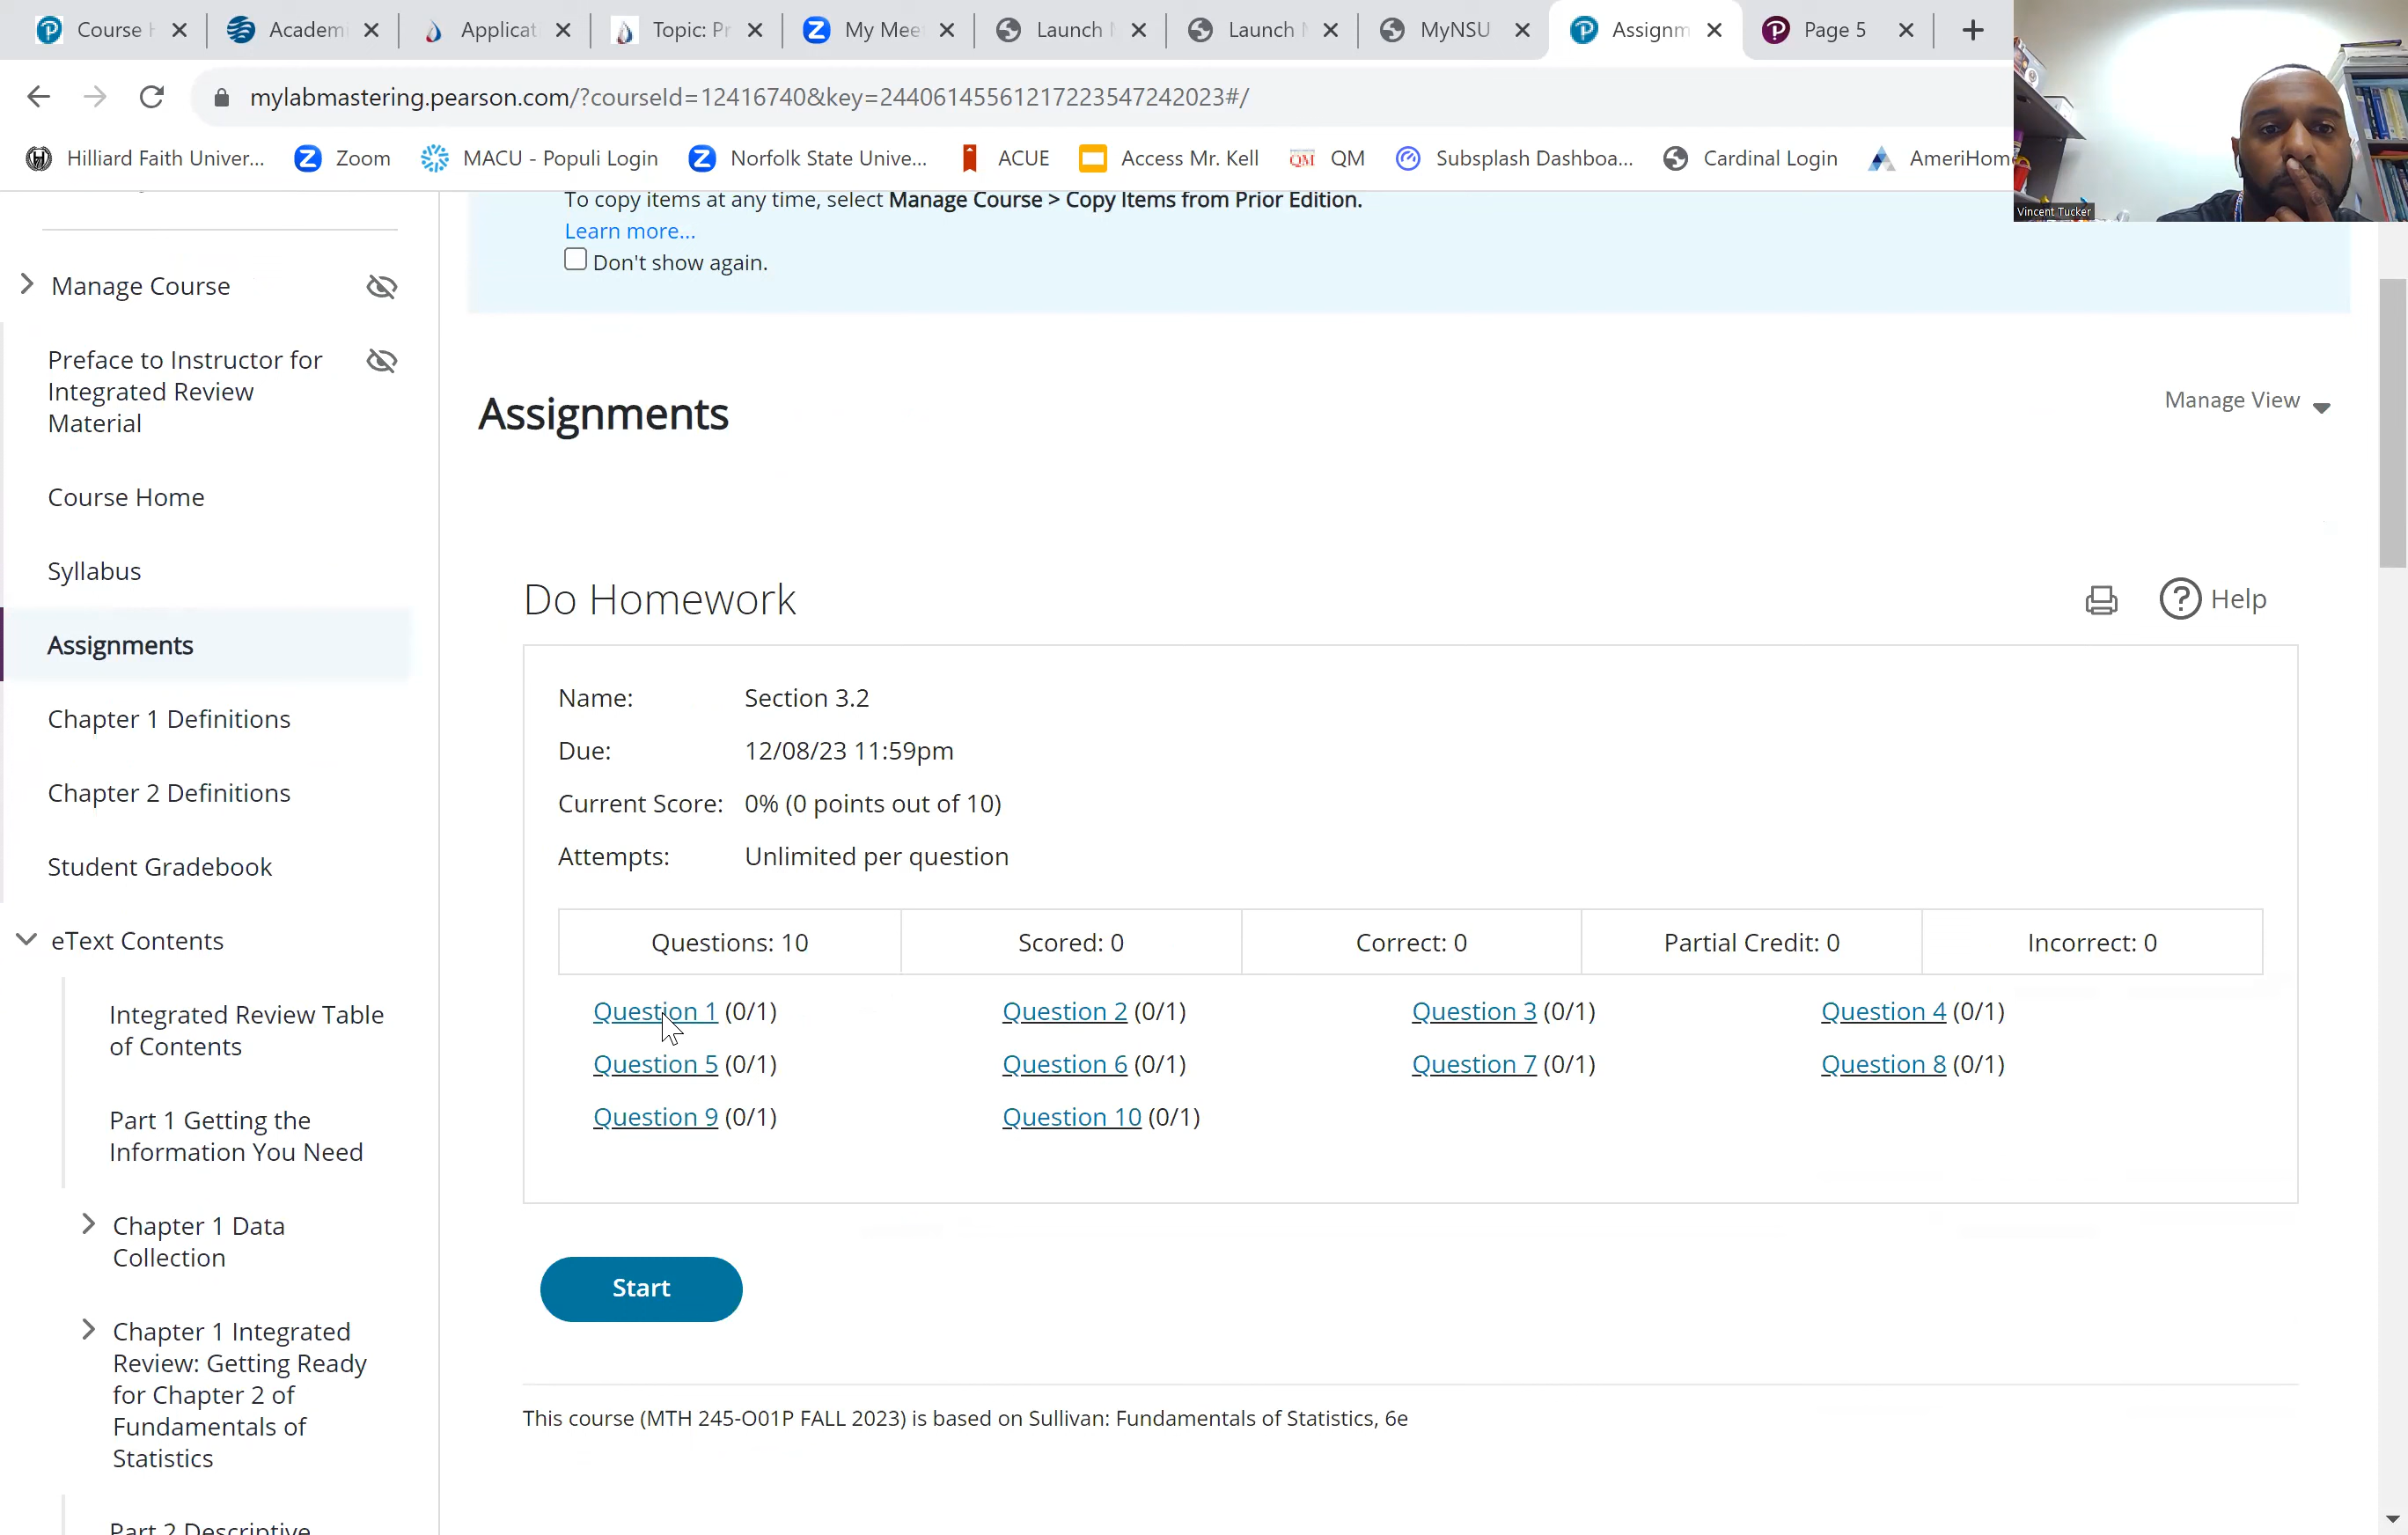 Course H
Academi
Applicat
Topic: Pr
My Mee
Launch
Launch
MyNSU
Assignm
Page 5
mylabmastering.pearson.com/?courseId=12416740&key=24406145561217223547242023#/
Hilliard Faith Univer...
Zoom
MACU - Populi Login
Norfolk State Unive...
ACUE
Access Mr. Kell
QM QM
Subsplash Dashboa...
Cardinal Login
AmeriHom
Vincent Tucker
To copy items at any time, select Manage Course > Copy Items from Prior Edition.
Learn more...
Don't show again.
Manage Course
Preface to Instructor for
Integrated Review
Material
Course Home
Syllabus
Assignments
Chapter 1 Definitions
Chapter 2 Definitions
Student Gradebook
eText Contents
Integrated Review Table
of Contents
Part 1 Getting the
Information You Need
Chapter 1 Data
Collection
Chapter 1 Integrated
Review: Getting Ready
for Chapter 2 of
Fundamentals of
Statistics
Part 2 Descriptive
Assignments
Manage View
Do Homework
Help
Name: Section 3.2
Due: 12/08/23 11:59pm
Current Score: 0% (0 points out of 10)
Attempts: Unlimited per question
Questions: 10 Scored: 0 Correct: 0 Partial Credit: 0 Incorrect: 0
Question 1 (0/1) Question 2 (0/1) Question 3 (0/1) Question 4 (0/1)
Question 5 (0/1) Question 6 (0/1) Question 7 (0/1) Question 8 (0/1)
Question 9 (0/1) Question 10 (0/1)
Start
This course (MTH 245-O01P FALL 2023) is based on Sullivan: Fundamentals of Statistics, 6e